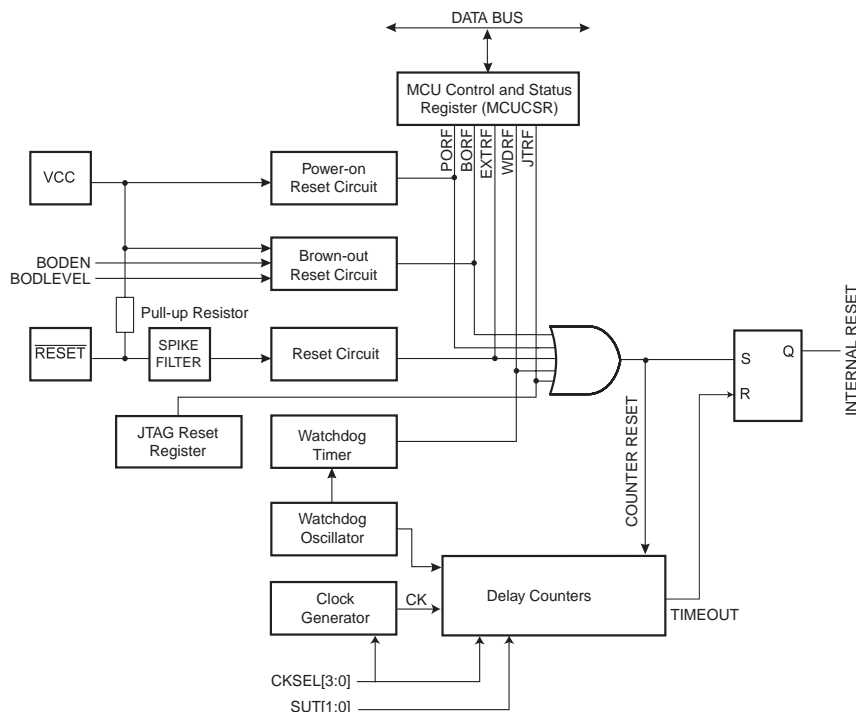 DATA BUS
MCU Control and Status
Register (MCUCSR)
PORF
BORF
EXTRF
WDRF
JTRF
VCC
Power-on
Reset Circuit
BODEN
BODLEVEL
Brown-out
Reset Circuit
Pull-up Resistor
RESET
SPIKE
FILTER
Reset Circuit
JTAG Reset
Register
Watchdog
Timer
Watchdog
Oscillator
Clock
Generator
CK
Delay Counters
COUNTER RESET
TIMEOUT
S
R
Q
INTERNAL RESET
CKSEL[3:0]
SUT[1:0]